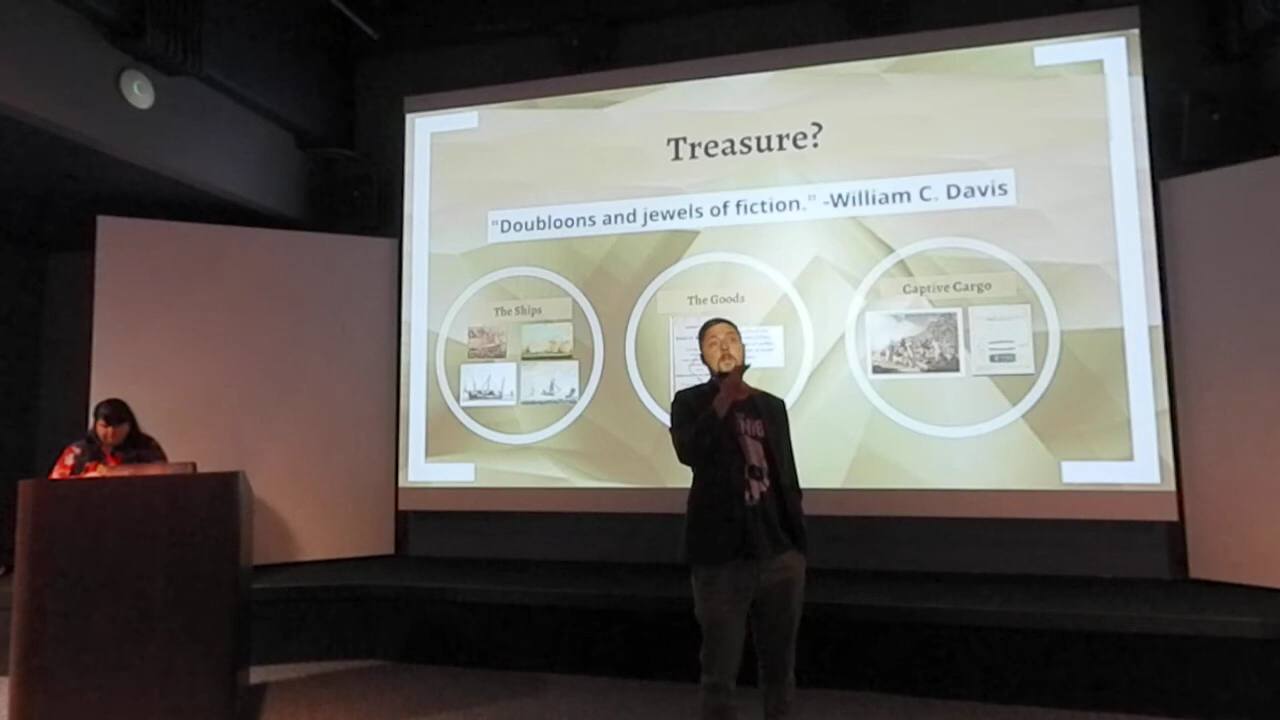 Treasure?
"Doubloons and jewels of fiction." -William C. Davis
The Ships
The Goods
Captive Cargo